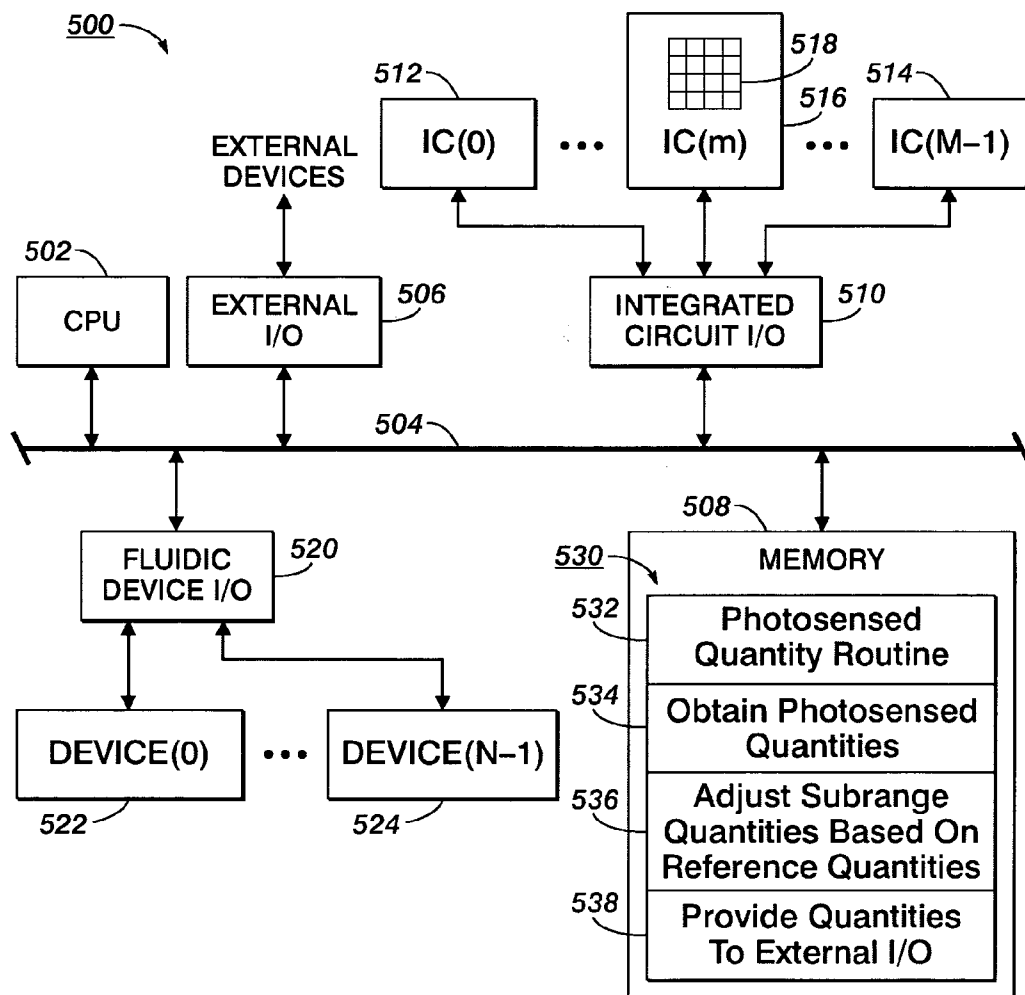 500
512
518
516
514
IC(0)
•••
IC(m)
•••
IC(M–1)
EXTERNAL
DEVICES
502
CPU
EXTERNAL
I/O
506
INTEGRATED
CIRCUIT I/O
510
504
508
FLUIDIC
DEVICE I/O
520
MEMORY
530
532
Photosensed
Quantity Routine
534
Obtain Photosensed
Quantities
536
Adjust Subrange
Quantities Based On
Reference Quantities
538
Provide Quantities
To External I/O
DEVICE(0)
•••
DEVICE(N–1)
522
524